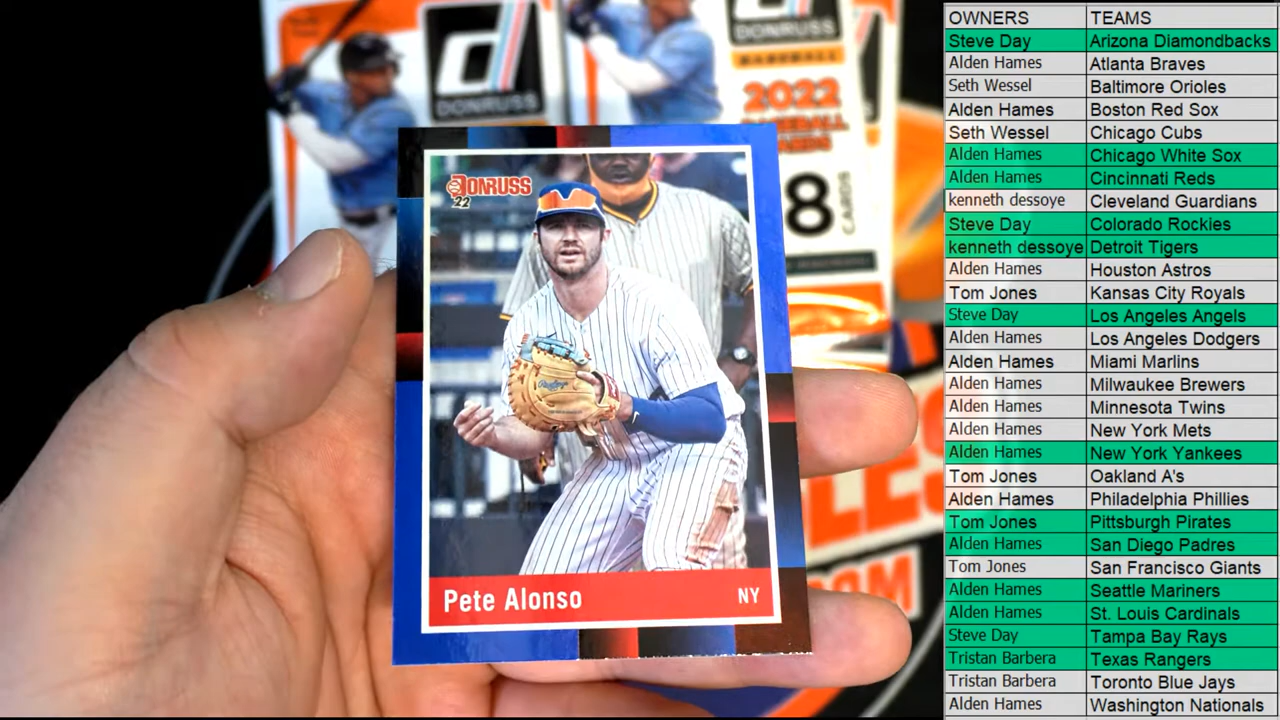 DONRUSS
DONRUSS
BASEBALL
2022
BASEBALL
CARDS
8
CARDS
DONRUSS
22
Rawlings
Pete Alonso
NY
OWNERS TEAMS
Steve Day Arizona Diamondbacks
Alden Hames Atlanta Braves
Seth Wessel Baltimore Orioles
Alden Hames Boston Red Sox
Seth Wessel Chicago Cubs
Alden Hames Chicago White Sox
Alden Hames Cincinnati Reds
kenneth dessoye Cleveland Guardians
Steve Day Colorado Rockies
kenneth dessoye Detroit Tigers
Alden Hames Houston Astros
Tom Jones Kansas City Royals
Steve Day Los Angeles Angels
Alden Hames Los Angeles Dodgers
Alden Hames Miami Marlins
Alden Hames Milwaukee Brewers
Alden Hames Minnesota Twins
Alden Hames New York Mets
Alden Hames New York Yankees
Tom Jones Oakland A's
Alden Hames Philadelphia Phillies
Tom Jones Pittsburgh Pirates
Alden Hames San Diego Padres
Tom Jones San Francisco Giants
Alden Hames Seattle Mariners
Alden Hames St. Louis Cardinals
Steve Day Tampa Bay Rays
Tristan Barbera Texas Rangers
Tristan Barbera Toronto Blue Jays
Alden Hames Washington Nationals